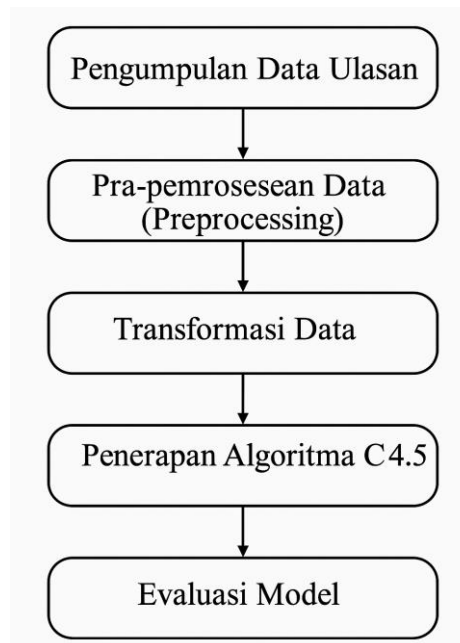 Pengumpulan Data Ulasan
Pra-pemrosesean Data
(Preprocessing)
Transformasi Data
Penerapan Algoritma C4.5
Evaluasi Model